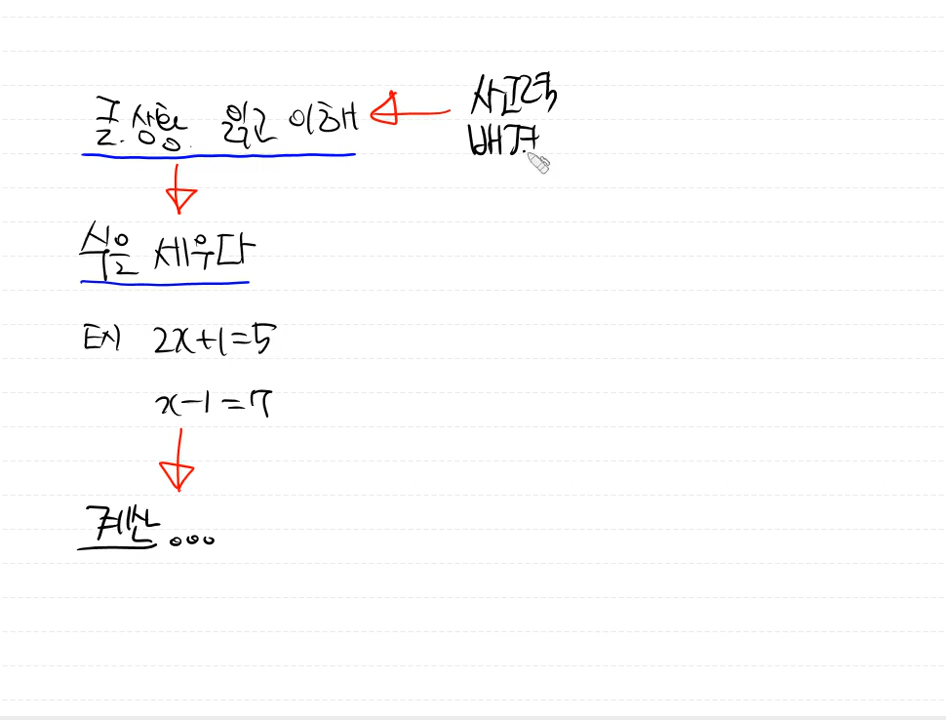 글.상황. 읽고 이해
사고력
배겨
식을 세우다
EX) 2x+1=5
x-1=7
계산 ...